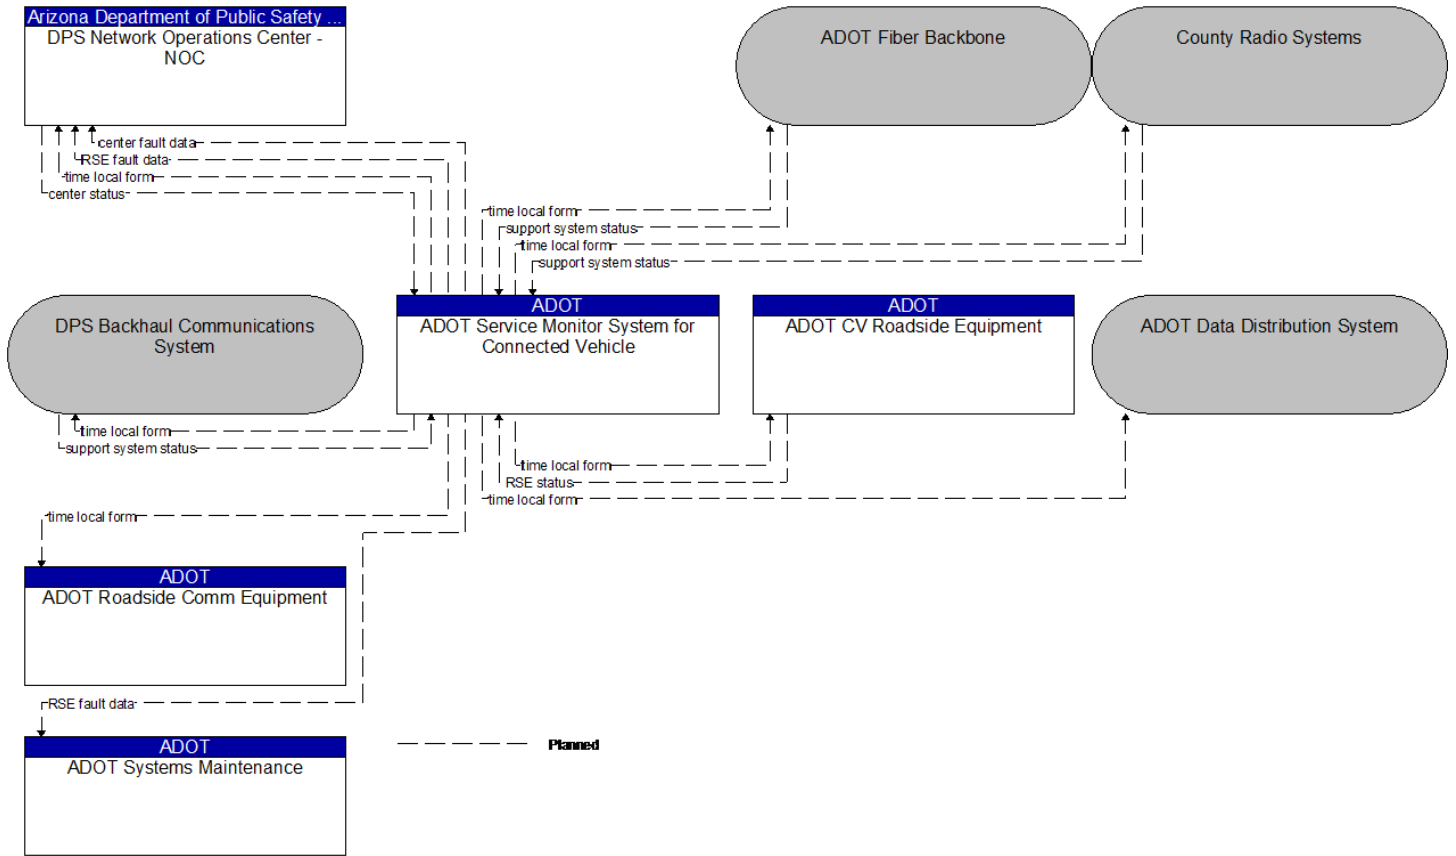 Arizona Department of Public Safety ...
DPS Network Operations Center -
NOC
ADOT Fiber Backbone
County Radio Systems
center fault data
RSE fault data
time local form
center status
time local form
support system status
time local form
support system status
DPS Backhaul Communications
System
ADOT
ADOT Service Monitor System for
Connected Vehicle
ADOT
ADOT CV Roadside Equipment
ADOT Data Distribution System
time local form
support system status
time local form
RSE status
time local form
time local form
ADOT
ADOT Roadside Comm Equipment
RSE fault data
ADOT
ADOT Systems Maintenance
Planned